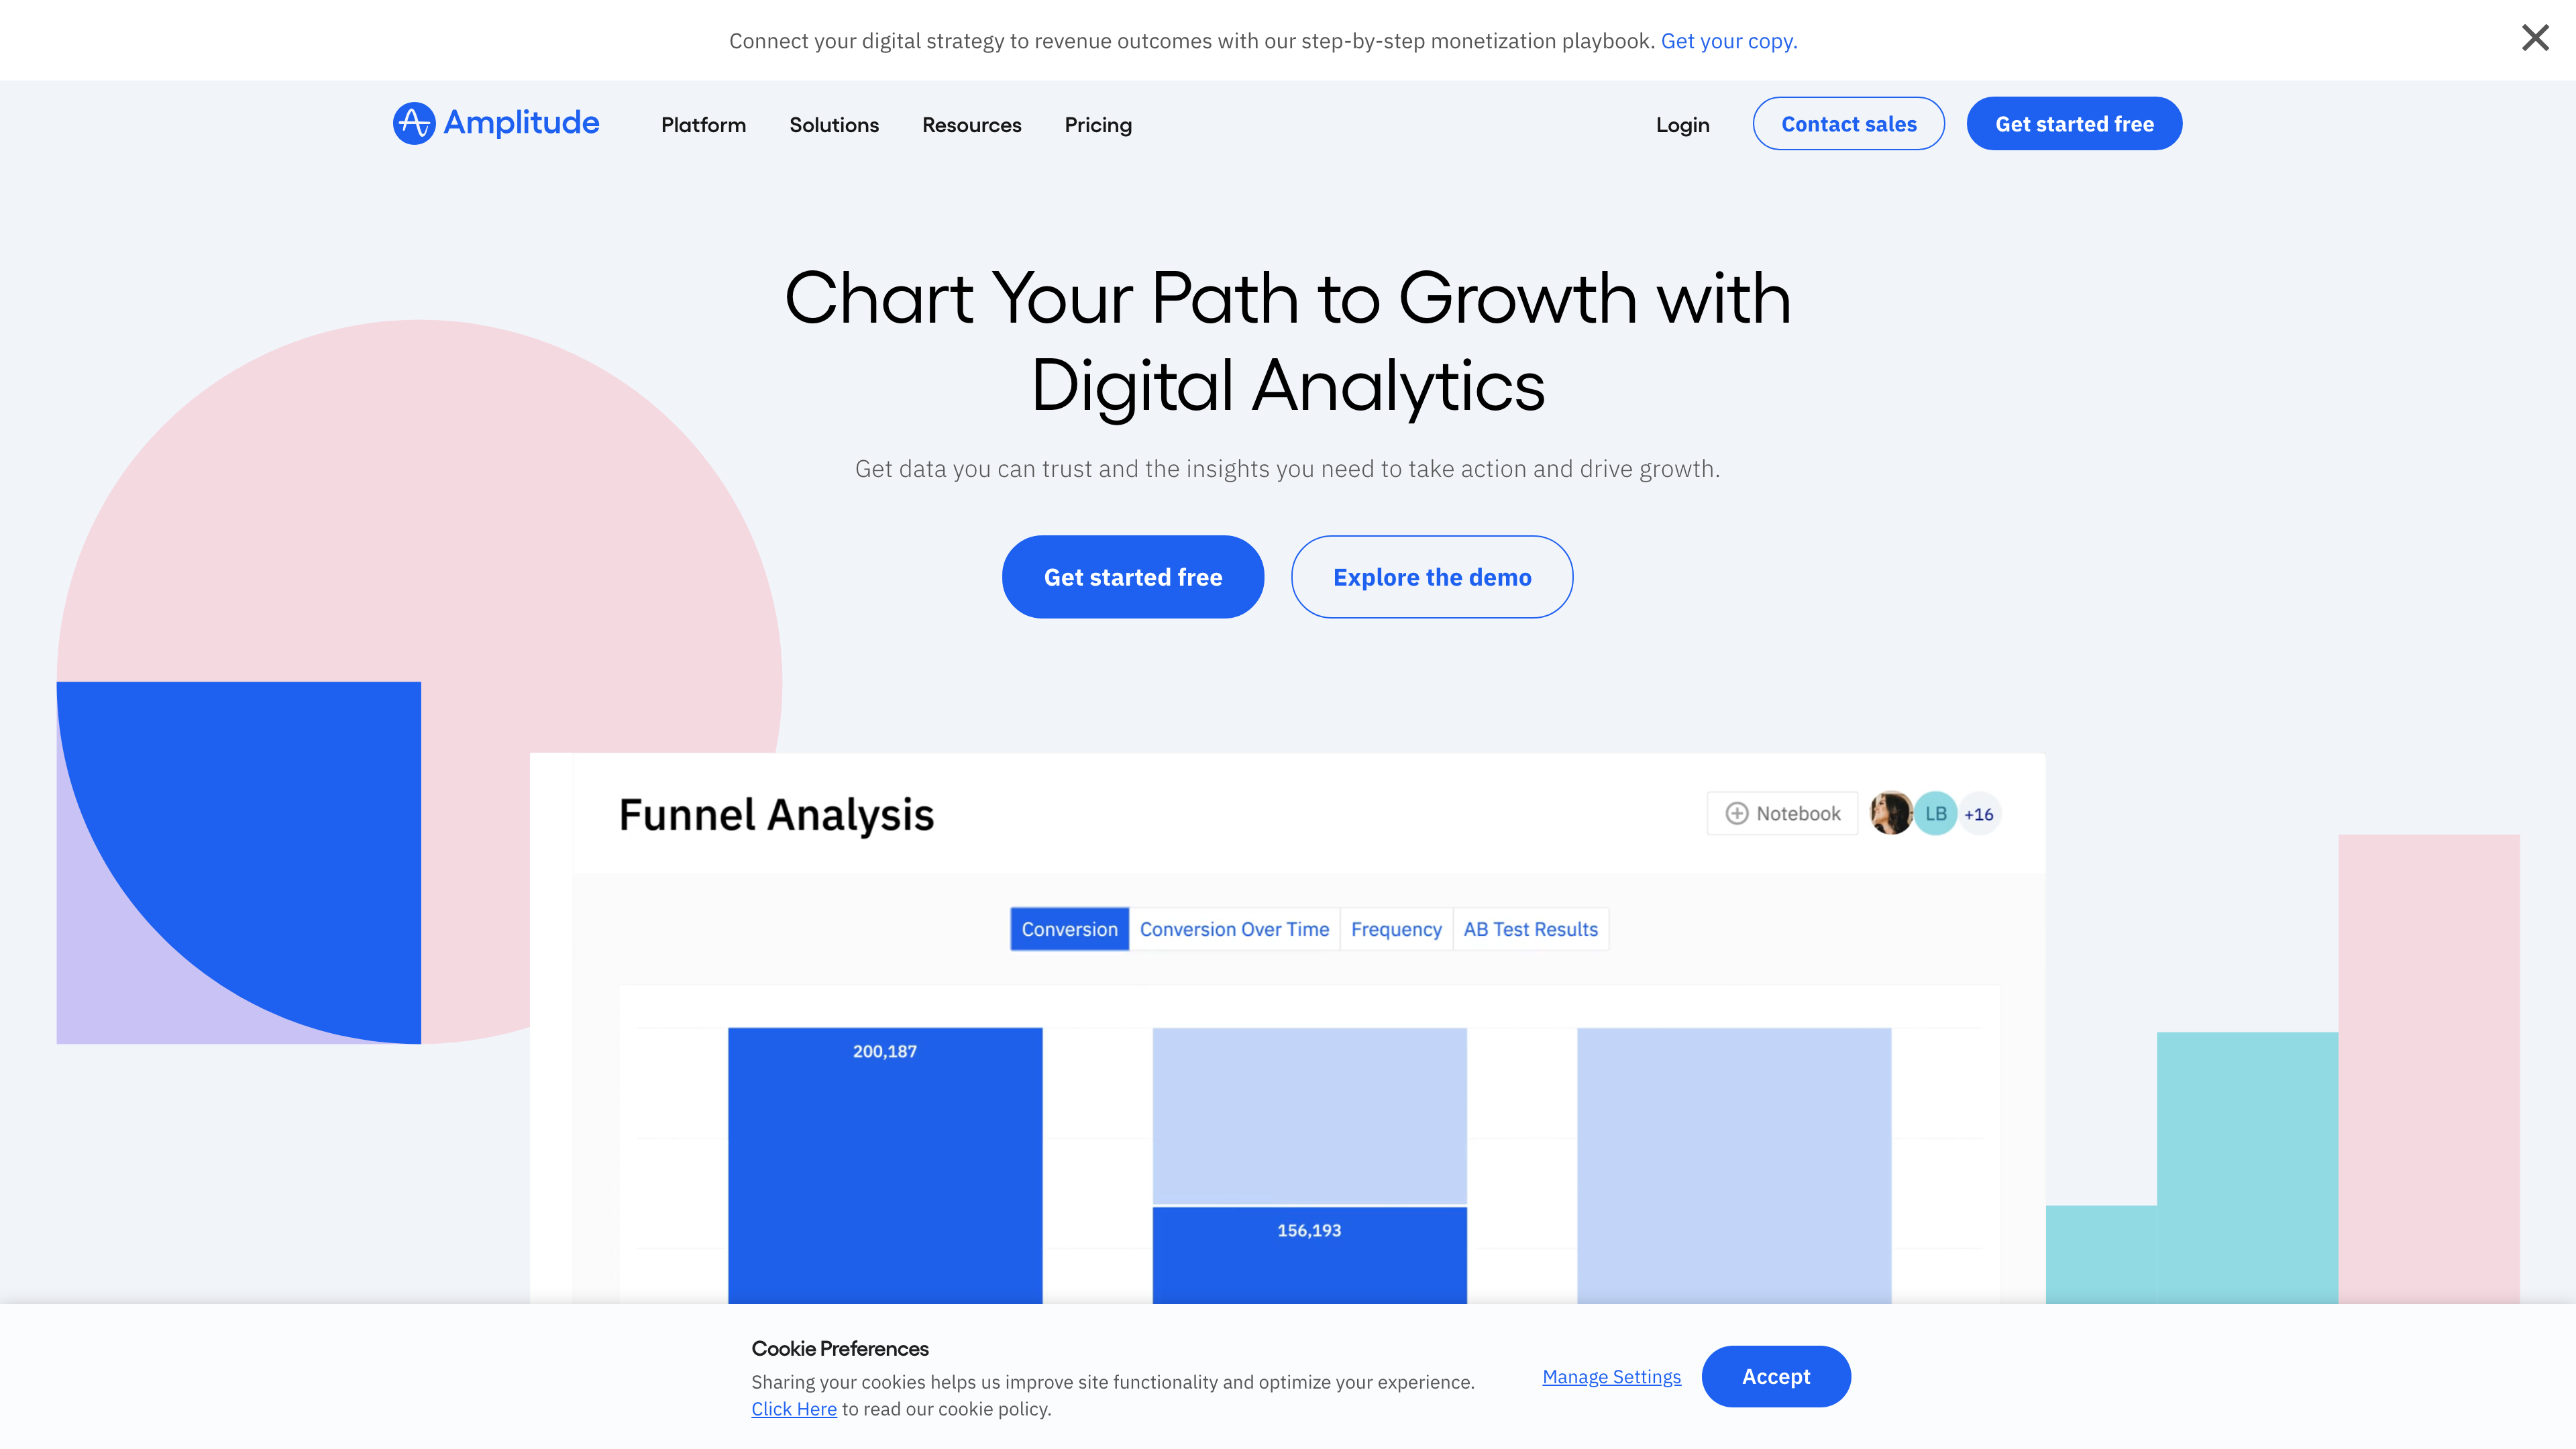 Connect your digital strategy to revenue outcomes with our step-by-step monetization playbook. Get your copy.
Amplitude
Platform
Solutions
Resources
Pricing
Login
Contact sales
Get started free
Chart Your Path to Growth with
Digital Analytics
Get data you can trust and the insights you need to take action and drive growth.
Get started free
Explore the demo
Funnel Analysis
Notebook
LB
+16
Conversion
Conversion Over Time
Frequency
AB Test Results
200,187
156,193
Cookie Preferences
Sharing your cookies helps us improve site functionality and optimize your experience.
Click Here to read our cookie policy.
Manage Settings
Accept